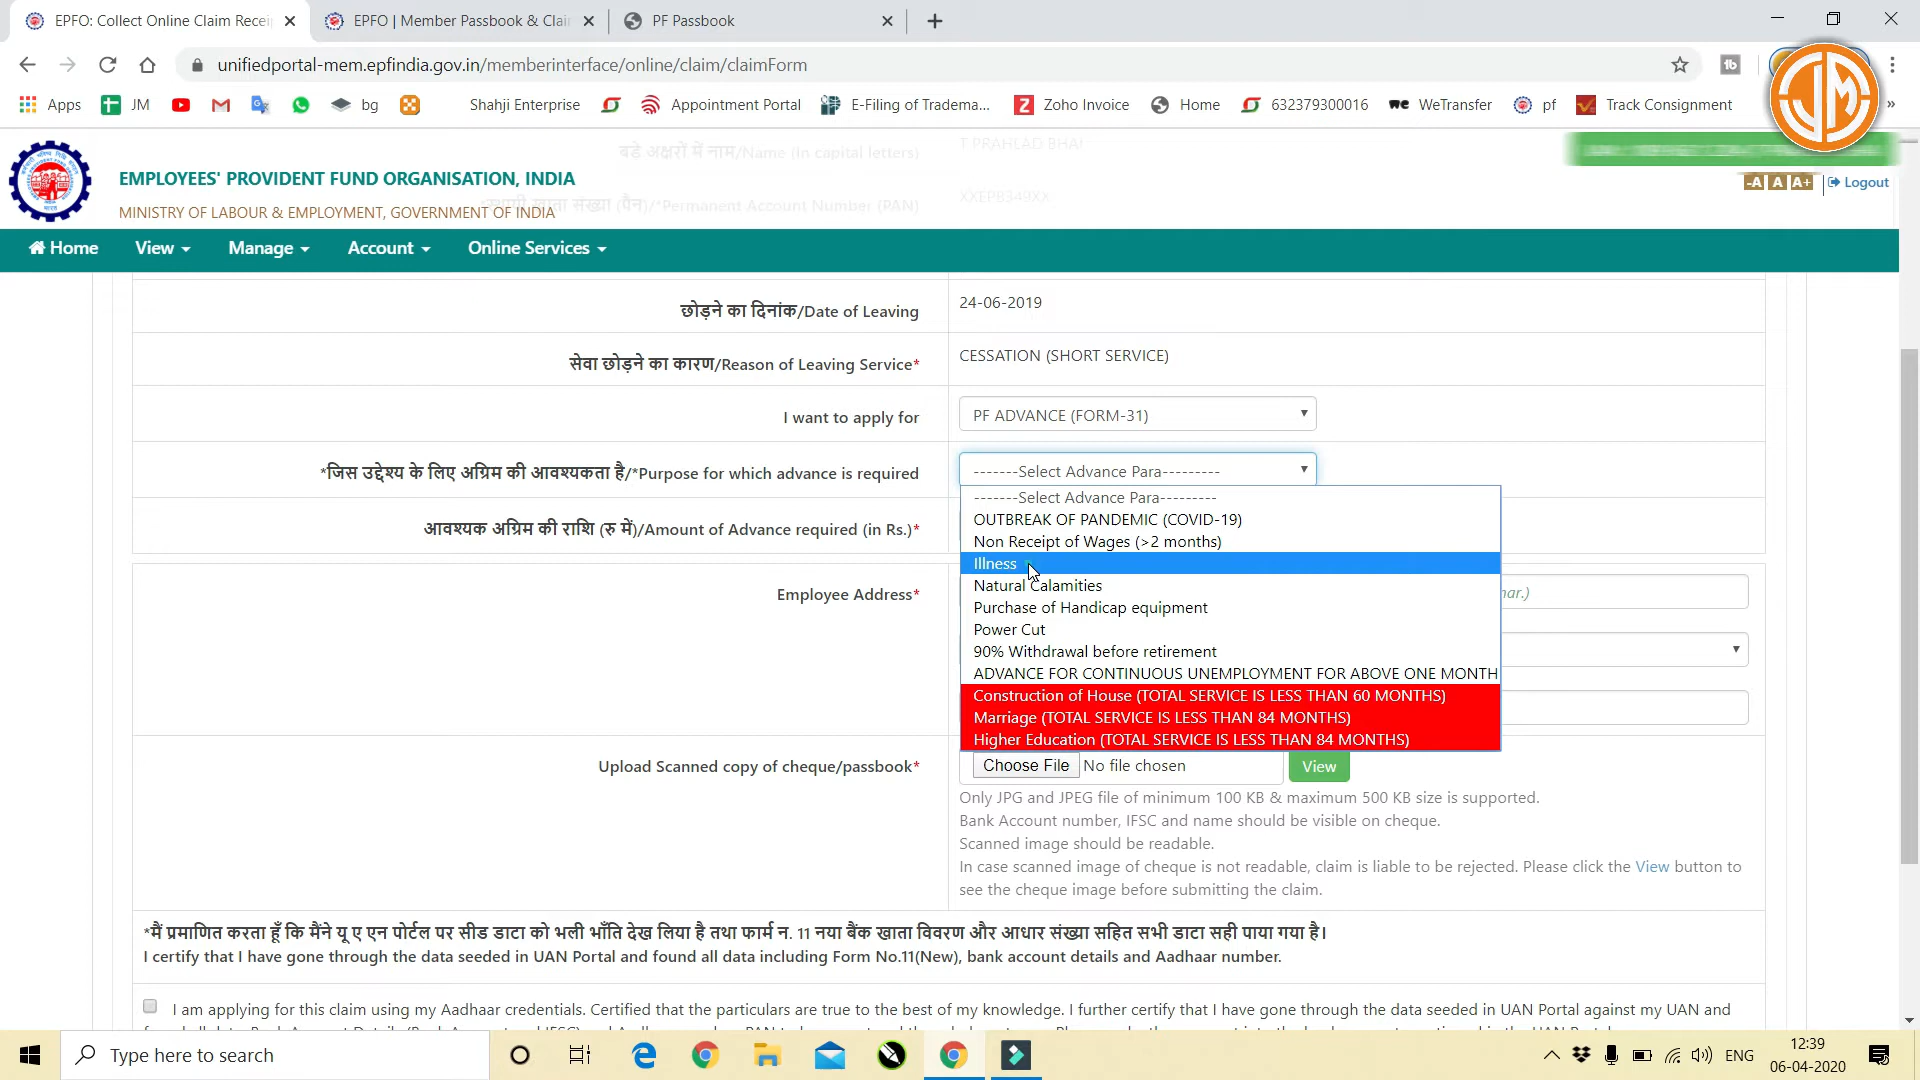 EPFO: Collect Online Claim Recei
EPFO | Member Passbook & Clai
PF Passbook
unifiedportal-mem.epfindia.gov.in/memberinterface/online/claim/claimForm
Apps JM bg Shahji Enterprise Appointment Portal E-Filing of Tradema... Zoho Invoice Home 632379300016 WeTransfer pf Track Consignment »
बड़े अक्षरों में नाम/Name (In capital letters) T PRAHLAD BHAI
EMPLOYEES' PROVIDENT FUND ORGANISATION, INDIA
-A A A+ Logout
*स्थायी खाता संख्या (पैन)/*Permanent Account Number (PAN) XXEPB349XX
MINISTRY OF LABOUR & EMPLOYMENT, GOVERNMENT OF INDIA
Home View Manage Account Online Services
छोड़ने का दिनांक/Date of Leaving 24-06-2019
सेवा छोड़ने का कारण/Reason of Leaving Service* CESSATION (SHORT SERVICE)
I want to apply for PF ADVANCE (FORM-31)
*जिस उद्देश्य के लिए अग्रिम की आवश्यकता है/*Purpose for which advance is required -------Select Advance Para---------
-------Select Advance Para---------
OUTBREAK OF PANDEMIC (COVID-19)
आवश्यक अग्रिम की राशि (रु में)/Amount of Advance required (in Rs.)*
Non Receipt of Wages (>2 months)
Illness
Natural Calamities
Employee Address* har.)
Purchase of Handicap equipment
Power Cut
90% Withdrawal before retirement
ADVANCE FOR CONTINUOUS UNEMPLOYMENT FOR ABOVE ONE MONTH
Construction of House (TOTAL SERVICE IS LESS THAN 60 MONTHS)
Marriage (TOTAL SERVICE IS LESS THAN 84 MONTHS)
Higher Education (TOTAL SERVICE IS LESS THAN 84 MONTHS)
Upload Scanned copy of cheque/passbook* Choose File No file chosen View
Only JPG and JPEG file of minimum 100 KB & maximum 500 KB size is supported.
Bank Account number, IFSC and name should be visible on cheque.
Scanned image should be readable.
In case scanned image of cheque is not readable, claim is liable to be rejected. Please click the View button to
see the cheque image before submitting the claim.
*मैं प्रमाणित करता हूँ कि मैंने यू ए एन पोर्टल पर सीड डाटा को भली भाँति देख लिया है तथा फार्म न. 11 नया बैंक खाता विवरण और आधार संख्या सहित सभी डाटा सही पाया गया है।
I certify that I have gone through the data seeded in UAN Portal and found all data including Form No.11(New), bank account details and Aadhaar number.
I am applying for this claim using my Aadhaar credentials. Certified that the particulars are true to the best of my knowledge. I further certify that I have gone through the data seeded in UAN Portal against my UAN and
Type here to search
ENG
12:39
06-04-2020